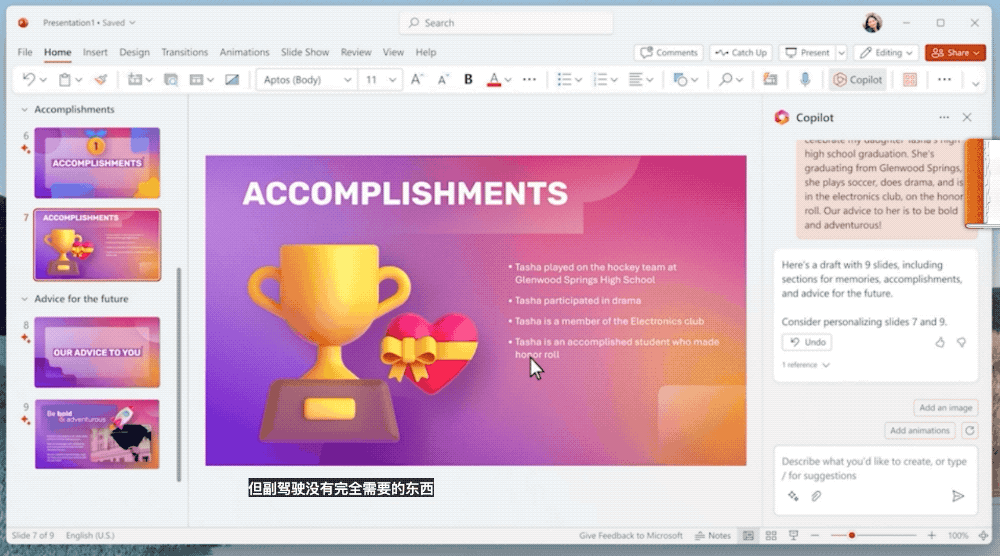 Presentation1 • Saved
Search
File Home Insert Design Transitions Animations Slide Show Review View Help
Comments
Catch Up
Present
Editing
Share
Aptos (Body)
11
B
A
Copilot
Accomplishments
6
ACCOMPLISHMENTS
7
ACCOMPLISHMENTS
Advice for the future
8
OUR ADVICE TO YOU
9
Be bold
& adventurous
ACCOMPLISHMENTS
• Tasha played on the hockey team at
Glenwood Springs High School
• Tasha participated in drama
• Tasha is a member of the Electronics club
• Tasha is an accomplished student who made
honor roll
但副驾驶没有完全需要的东西
Copilot
celebrate my daughter Tasha's high
high school graduation. She's
graduating from Glenwood Springs,
she plays soccer, does drama, and is
in the electronics club, on the honor
roll. Our advice to her is to be bold
and adventurous!
Here's a draft with 9 slides, including
sections for memories, accomplishments,
and advice for the future.
Consider personalizing slides 7 and 9.
Undo
1 reference
Add an image
Add animations
Describe what you'd like to create, or type
/ for suggestions
Slide 7 of 9
English (U.S.)
Give Feedback to Microsoft
Notes
100%